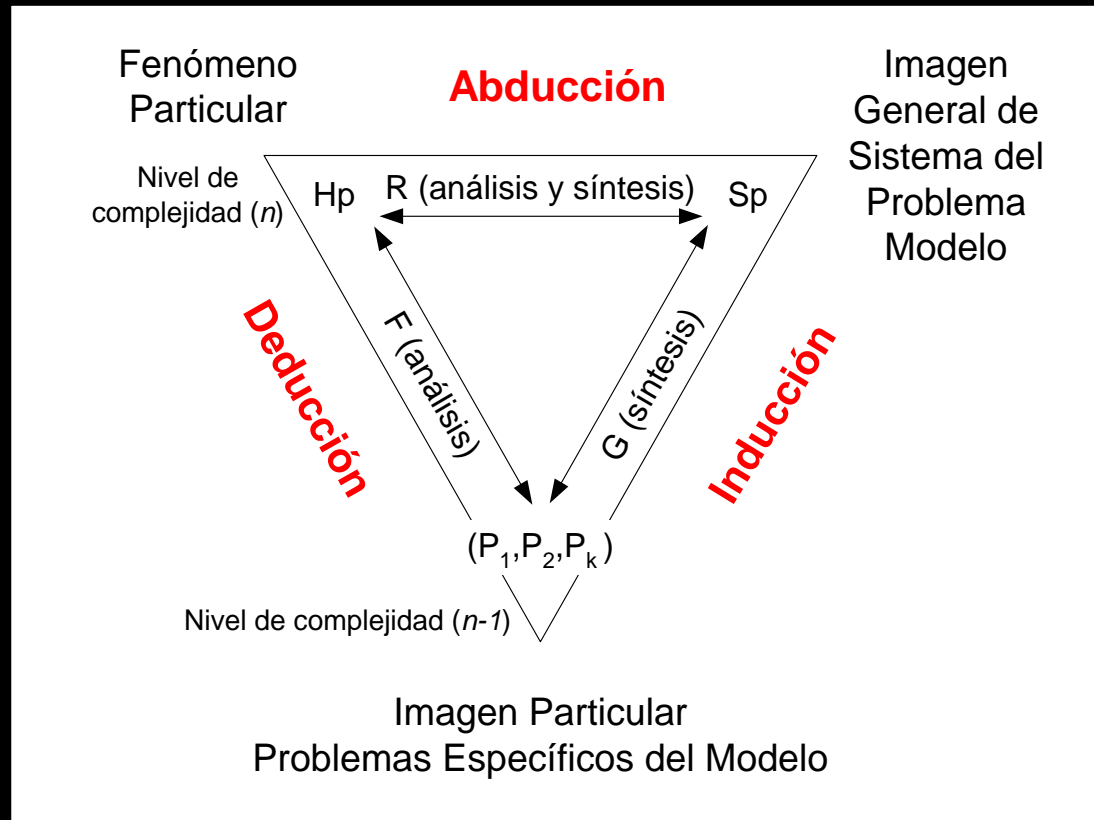 Fenómeno
Particular
Abducción
Imagen
General de
Sistema del
Problema
Modelo
Nivel de
complejidad (n)
Hp
R (análisis y síntesis)
Sp
Deducción
F (análisis)
G (síntesis)
Inducción
(P1,P2,Pk)
Nivel de complejidad (n-1)
Imagen Particular
Problemas Específicos del Modelo